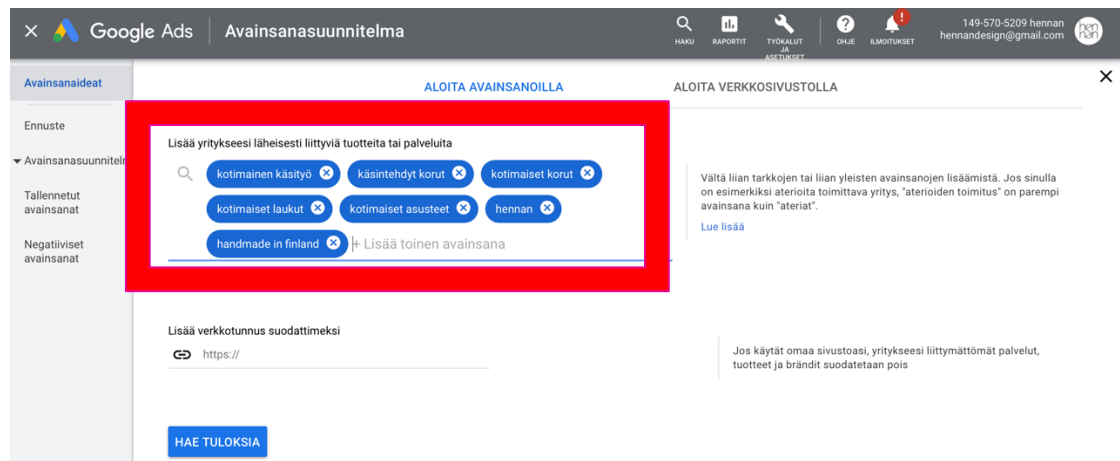 Google Ads
Avainsanasuunnitelma
HAKU
RAPORTIT
TYÖKALUT
JA
ASETUKSET
OHJE
ILMOITUKSET
149-570-5209 hennan
hennandesign@gmail.com
hen
nan
Avainsanaideat
Ennuste
Avainsanasuunniteln
Tallennetut
avainsanat
Negatiiviset
avainsanat
ALOITA AVAINSANOILLA
ALOITA VERKKOSIVUSTOLLA
Lisää yritykseesi läheisesti liittyviä tuotteita tai palveluita
kotimainen käsityö
käsintehdyt korut
kotimaiset korut
kotimaiset laukut
kotimaiset asusteet
hennan
handmade in finland
+ Lisää toinen avainsana
Vältä liian tarkkojen tai liian yleisten avainsanojen lisäämistä. Jos sinulla
on esimerkiksi aterioita toimittava yritys, "aterioiden toimitus" on parempi
avainsana kuin "ateriat".
Lue lisää
Lisää verkkotunnus suodattimeksi
https://
Jos käytät omaa sivustoasi, yritykseesi liittymättömät palvelut,
tuotteet ja brändit suodatetaan pois
HAE TULOKSIA